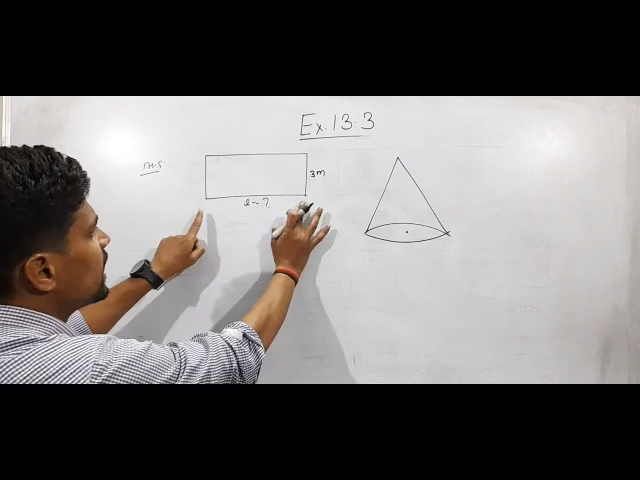 Ex.13.3
3m
l = ?